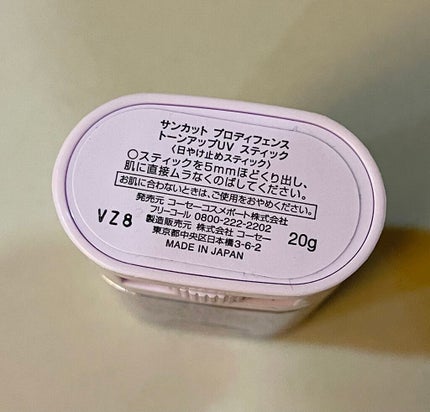 サンカット プロディフェンス
トーンアップUV スティック
〈日やけ止めスティック〉
○スティックを5mmほどくり出し、
肌に直接ムラなくのばしてください。
お肌に合わないときは、ご使用をおやめください。
発売元 コーセーコスメポート株式会社
フリーコール 0800-222-2202
製造販売元 株式会社 コーセー
東京都中央区日本橋3-6-2
MADE IN JAPAN
VZ8
20g